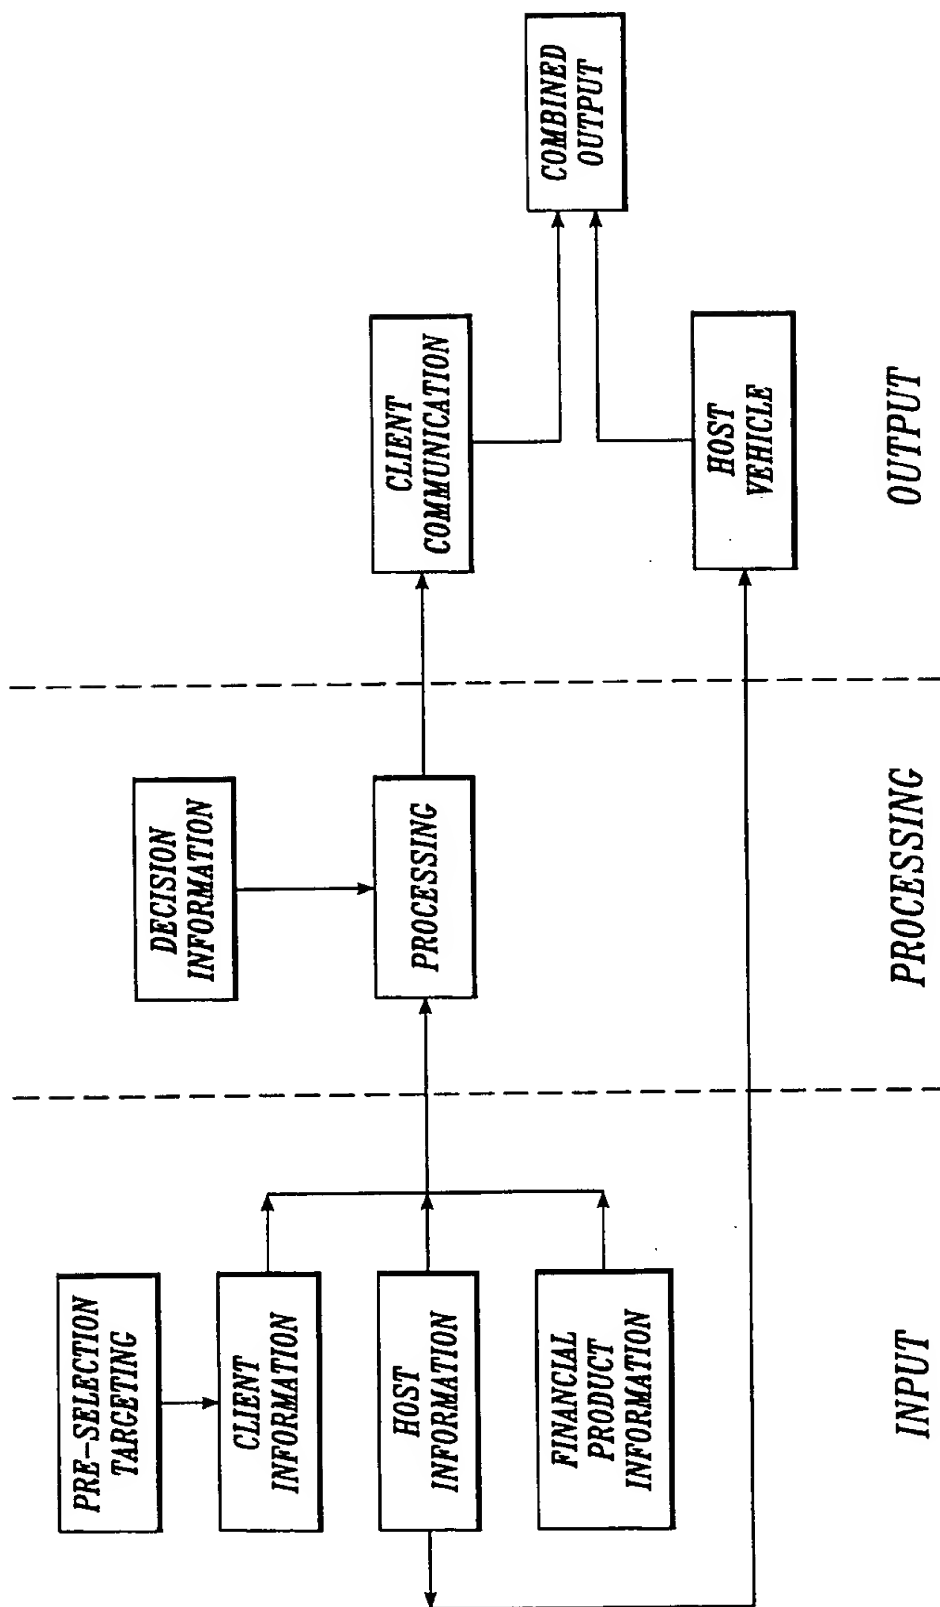 PRE-SELECTION
TARGETING
CLIENT
INFORMATION
HOST
INFORMATION
FINANCIAL
PRODUCT
INFORMATION
INPUT
DECISION
INFORMATION
PROCESSING
PROCESSING
CLIENT
COMMUNICATION
HOST
VEHICLE
OUTPUT
COMBINED
OUTPUT